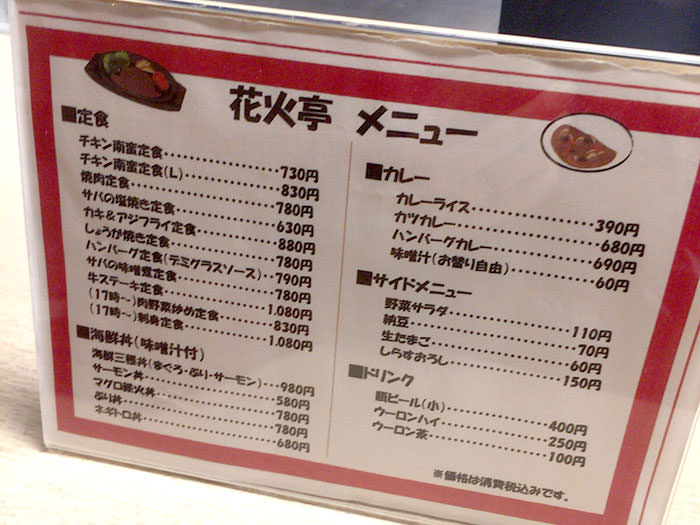 花火亭 メニュー
■定食
チキン南蛮定食・・・・・・・・・・・・・730円
チキン南蛮定食(L)・・・・・・・・・・830円
焼肉定食・・・・・・・・・・・・・・・・・・780円
サバの塩焼き定食・・・・・・・・・・・630円
カキ&アジフライ定食・・・・・・・・880円
しょうが焼き定食・・・・・・・・・・・780円
ハンバーグ定食(デミグラスソース)・・790円
サバの味噌煮定食・・・・・・・・・・・780円
牛ステーキ定食・・・・・・・・・・・・1,080円
(17時〜)肉野菜炒め定食・・・・・・830円
(17時〜)刺身定食・・・・・・・・・・1,080円
■海鮮丼(味噌汁付)
海鮮三種丼(まぐろ・ぶり・サーモン)・・・980円
サーモン丼・・・・・・・・・・・・・・・・580円
マグロ鉄火丼・・・・・・・・・・・・・・780円
ぶり丼・・・・・・・・・・・・・・・・・・・780円
ネギトロ丼・・・・・・・・・・・・・・・・680円
■カレー
カレーライス・・・・・・・・・・・・・・390円
カツカレー・・・・・・・・・・・・・・・・680円
ハンバーグカレー・・・・・・・・・・・690円
味噌汁(お替り自由)・・・・・・・・・60円
■サイドメニュー
野菜サラダ・・・・・・・・・・・・・・・・110円
納豆・・・・・・・・・・・・・・・・・・・・・70円
生たまご・・・・・・・・・・・・・・・・・・60円
しらすおろし・・・・・・・・・・・・・・150円
■ドリンク
瓶ビール(小)・・・・・・・・・・・・・400円
ウーロンハイ・・・・・・・・・・・・・・250円
ウーロン茶・・・・・・・・・・・・・・・・100円
※価格は消費税込みです。